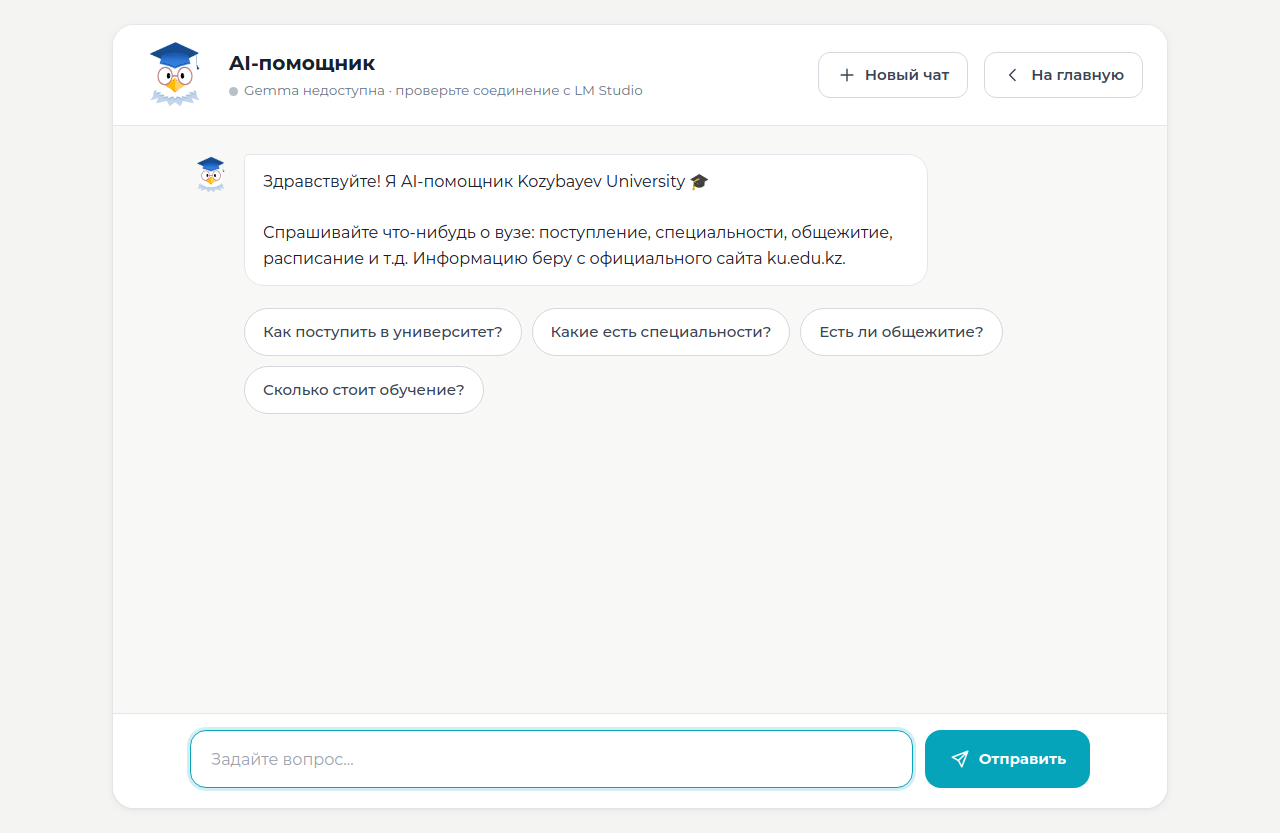 AI-помощник
Gemma недоступна · проверьте соединение с LM Studio
Новый чат
На главную
Здравствуйте! Я AI-помощник Kozybayev University 🎓
Спрашивайте что-нибудь о вузе: поступление, специальности, общежитие,
расписание и т.д. Информацию беру с официального сайта ku.edu.kz.
Как поступить в университет?
Какие есть специальности?
Есть ли общежитие?
Сколько стоит обучение?
Задайте вопрос...
Отправить